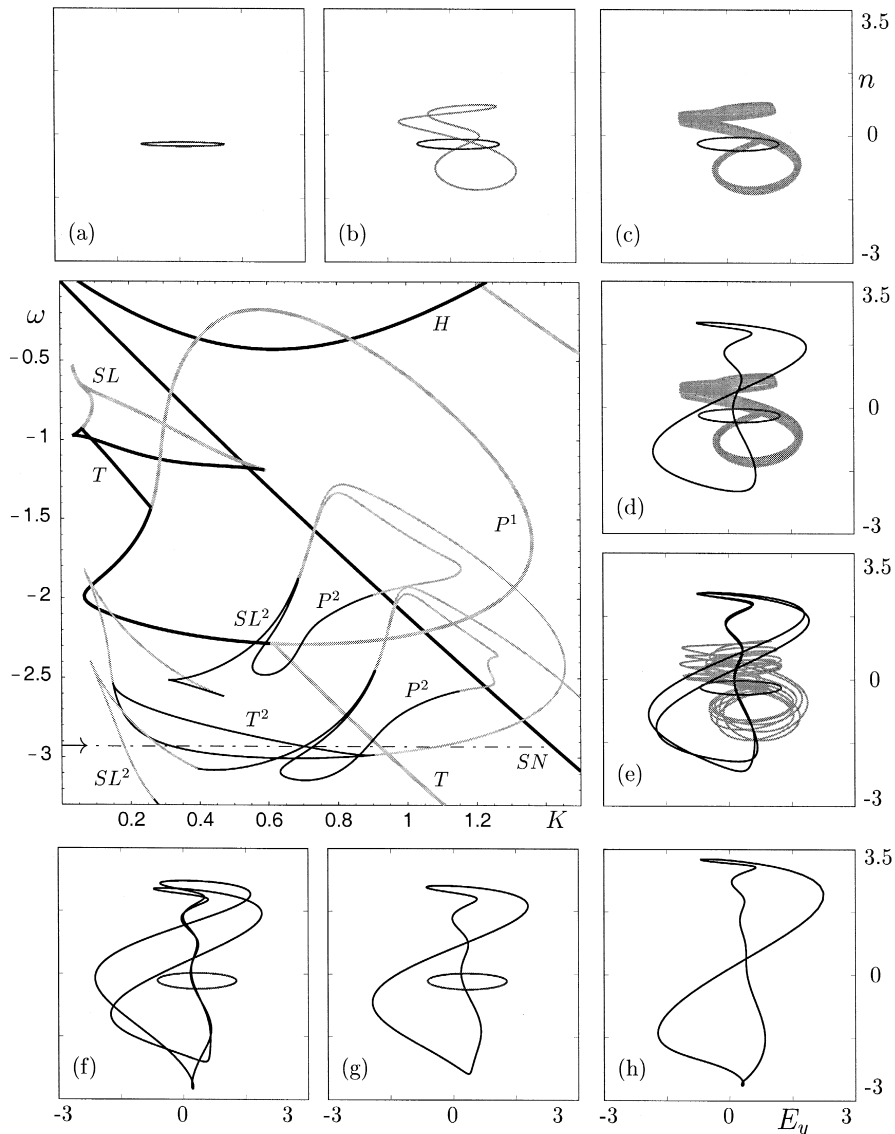 3.5
n
0
-3
(a)
(b)
(c)
ω
-0.5
-1
-1.5
-2
-2.5
-3
H
SL
T
P¹
SL²
P²
T²
P²
SL²
T
SN
0.2
0.4
0.6
0.8
1
1.2
K
3.5
0
-3
(d)
3.5
0
-3
(e)
3.5
0
-3
(f)
(g)
(h)
-3
0
3
-3
0
3
-3
0
E_y
3